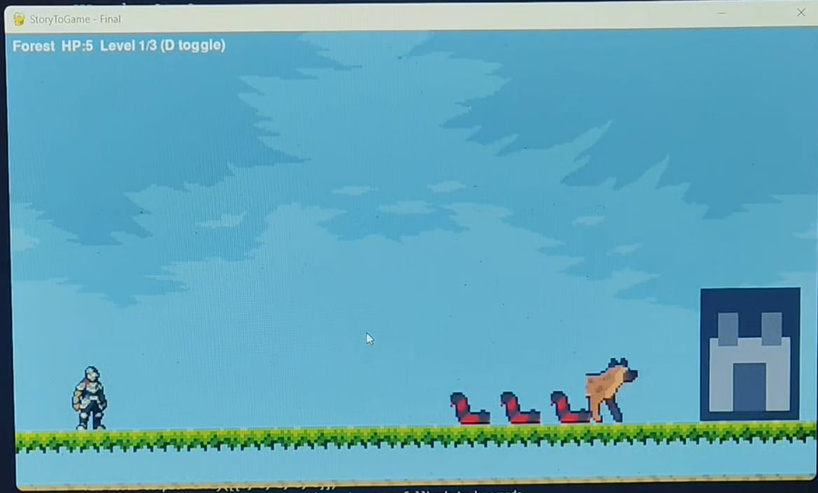 StoryToGame - Final
Forest HP:5 Level 1/3 (D toggle)